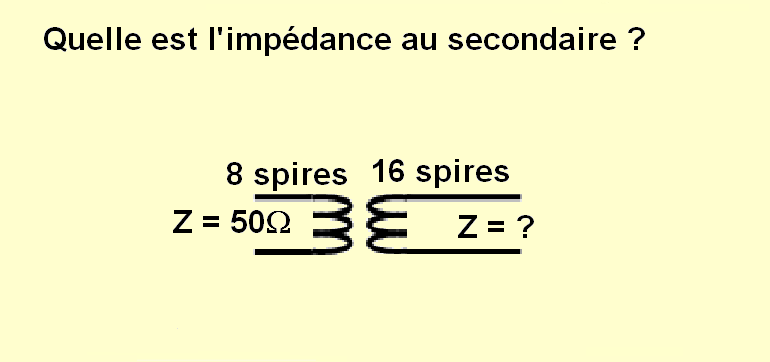 Quelle est l'impédance au secondaire ?
8 spires 16 spires
Z = 50Ω Z = ?